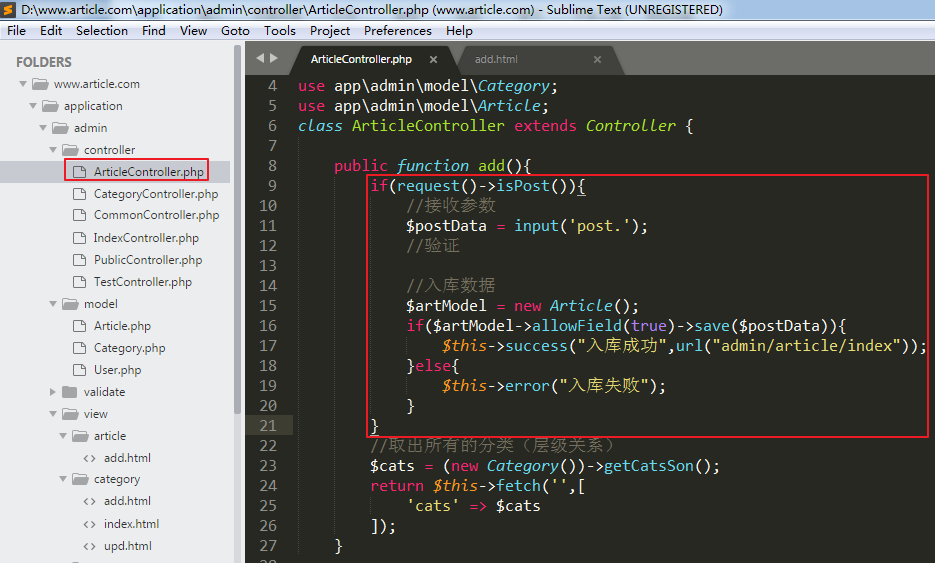 D:\www.article.com\application\admin\controller\ArticleController.php (www.article.com) - Sublime Text (UNREGISTERED)
File Edit Selection Find View Goto Tools Project Preferences Help
FOLDERS
www.article.com
application
admin
controller
ArticleController.php
CategoryController.php
CommonController.php
IndexController.php
PublicController.php
TestController.php
model
Article.php
Category.php
User.php
validate
view
article
add.html
category
add.html
index.html
upd.html
ArticleController.php × add.html ×
4 use app\admin\model\Category;
5 use app\admin\model\Article;
6 class ArticleController extends Controller {
7
8 public function add(){
9 if(request()->isPost()){
10 //接收参数
11 $postData = input('post.');
12 //验证
13
14 //入库数据
15 $artModel = new Article();
16 if($artModel->allowField(true)->save($postData)){
17 $this->success("入库成功",url("admin/article/index"));
18 }else{
19 $this->error("入库失败");
20 }
21 }
22 //取出所有的分类（层级关系）
23 $cats = (new Category())->getCatsSon();
24 return $this->fetch('',[
25 'cats' => $cats
26 ]);
27 }